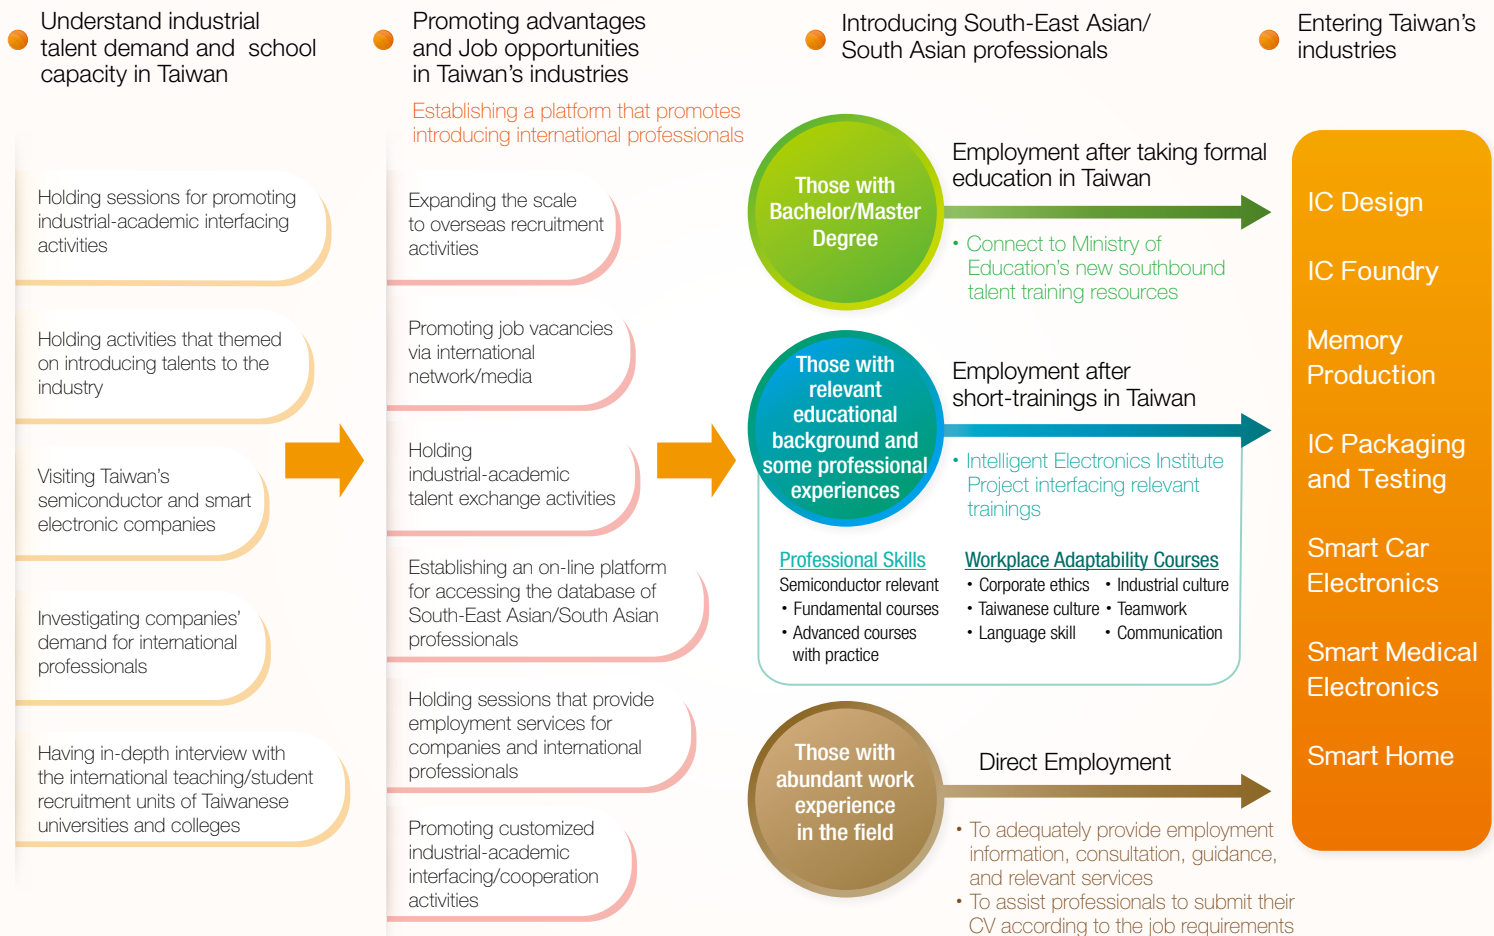 Understand industrial
talent demand and  school
capacity in Taiwan
Holding sessions for promoting
industrial-academic interfacing
activities
Holding activities that themed
on introducing talents to the
industry
Visiting Taiwan's
semiconductor and smart
electronic companies
Investigating companies'
demand for international
professionals
Having in-depth interview with
the international teaching/student
recruitment units of Taiwanese
universities and colleges
Promoting advantages
and Job opportunities
in Taiwan's industries
Establishing a platform that promotes
introducing international professionals
Expanding the scale
to overseas recruitment
activities
Promoting job vacancies
via international
network/media
Holding
industrial-academic
talent exchange activities
Establishing an on-line platform
for accessing the database of
South-East Asian/South Asian
professionals
Holding sessions that provide
employment services for
companies and international
professionals
Promoting customized
industrial-academic
interfacing/cooperation
activities
Introducing South-East Asian/
South Asian professionals
Those with
Bachelor/Master
Degree
Employment after taking formal
education in Taiwan
• Connect to Ministry of
Education's new southbound
talent training resources
Those with
relevant
educational
background and
some professional
experiences
Employment after
short-trainings in Taiwan
• Intelligent Electronics Institute
Project interfacing relevant
trainings
Professional Skills
Semiconductor relevant
• Fundamental courses
• Advanced courses
with practice
Workplace Adaptability Courses
• Corporate ethics • Industrial culture
• Taiwanese culture • Teamwork
• Language skill • Communication
Those with
abundant work
experience
in the field
Direct Employment
• To adequately provide employment
information, consultation, guidance,
and relevant services
• To assist professionals to submit their
CV according to the job requirements
Entering Taiwan's
industries
IC Design
IC Foundry
Memory
Production
IC Packaging
and Testing
Smart Car
Electronics
Smart Medical
Electronics
Smart Home